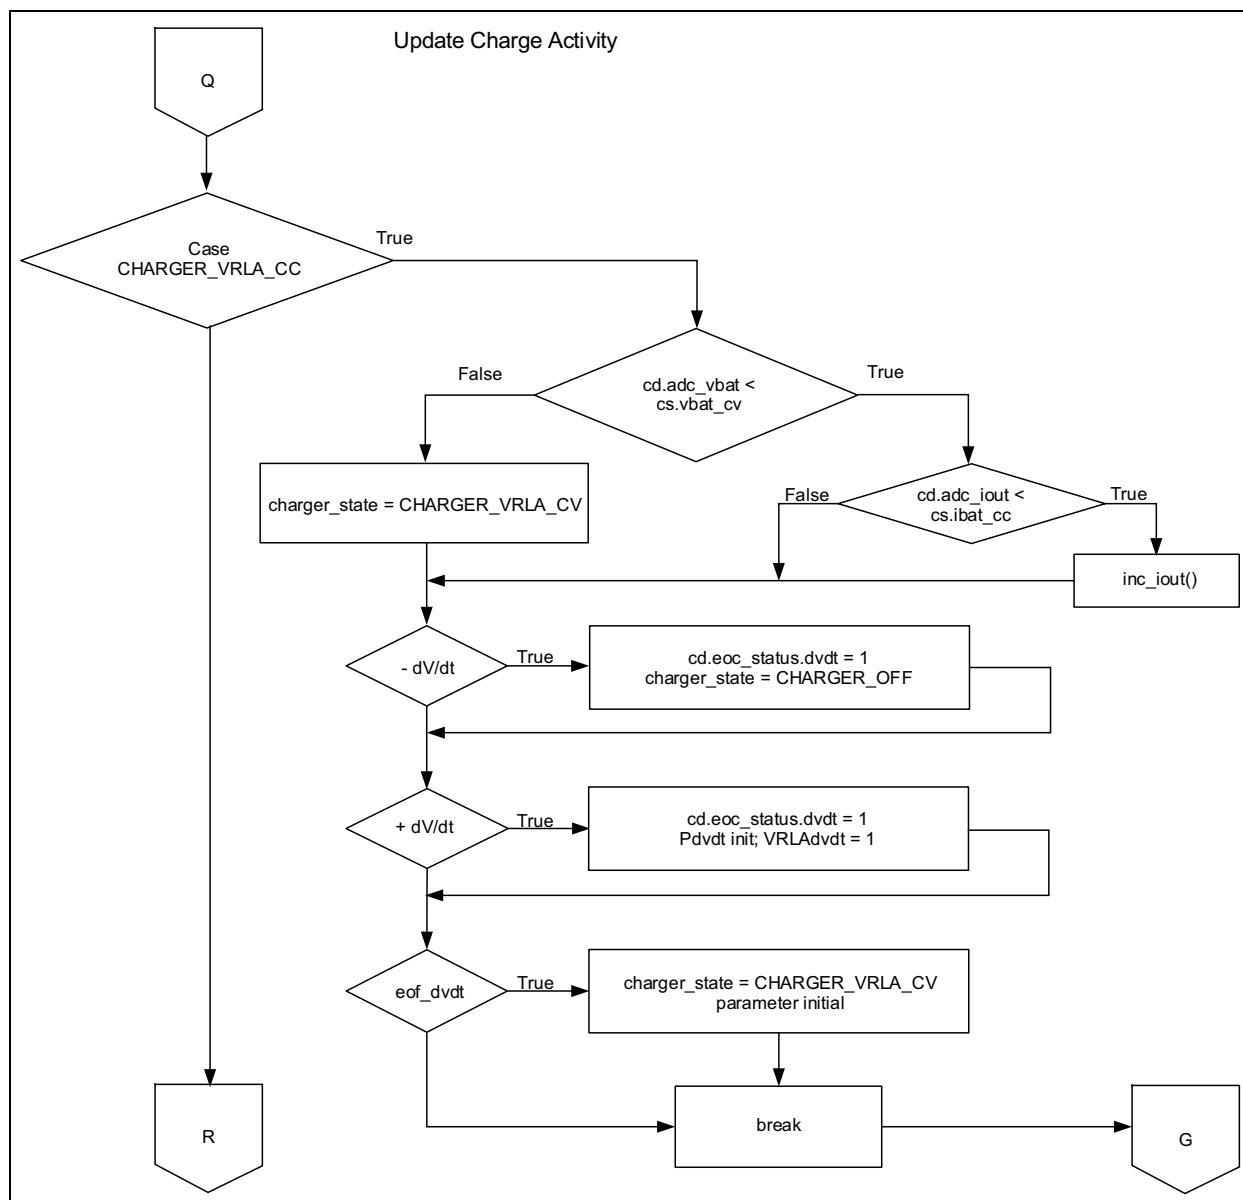 Update Charge Activity
Q
Case
CHARGER_VRLA_CC
True
cd.adc_vbat <
cs.vbat_cv
False
True
charger_state = CHARGER_VRLA_CV
cd.adc_iout <
cs.ibat_cc
False
True
inc_iout()
- dV/dt
True
cd.eoc_status.dvdt = 1
charger_state = CHARGER_OFF
+ dV/dt
True
cd.eoc_status.dvdt = 1
Pdvdt init; VRLAdvdt = 1
eof_dvdt
True
charger_state = CHARGER_VRLA_CV
parameter initial
break
R
G